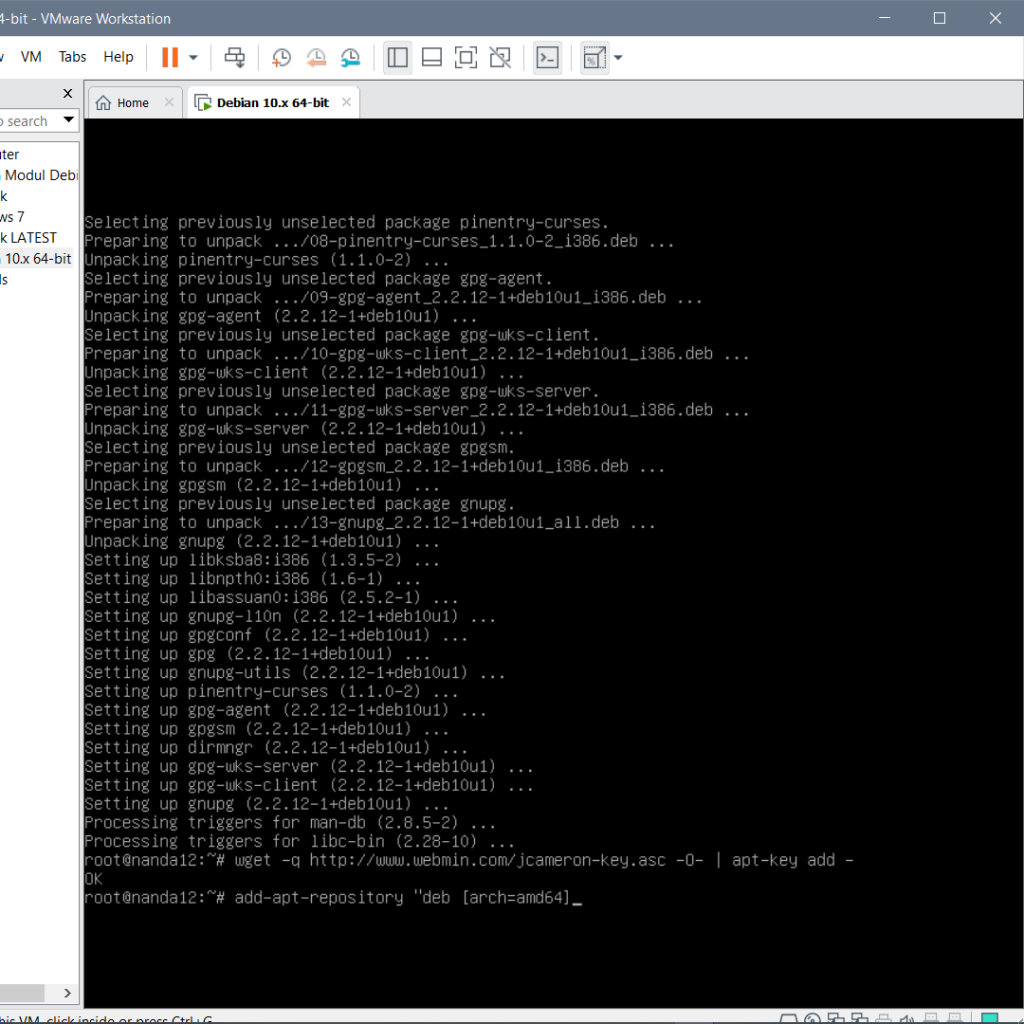 4-bit - VMware Workstation
VM Tabs Help
Home
Debian 10.x 64-bit
search
Modul Debi
ws 7
k LATEST
10.x 64-bit
Selecting previously unselected package pinentry-curses.
Preparing to unpack .../08-pinentry-curses_1.1.0-2_i386.deb ...
Unpacking pinentry-curses (1.1.0-2) ...
Selecting previously unselected package gpg-agent.
Preparing to unpack .../09-gpg-agent_2.2.12-1+deb10u1_i386.deb ...
Unpacking gpg-agent (2.2.12-1+deb10u1) ...
Selecting previously unselected package gpg-wks-client.
Preparing to unpack .../10-gpg-wks-client_2.2.12-1+deb10u1_i386.deb ...
Unpacking gpg-wks-client (2.2.12-1+deb10u1) ...
Selecting previously unselected package gpg-wks-server.
Preparing to unpack .../11-gpg-wks-server_2.2.12-1+deb10u1_i386.deb ...
Unpacking gpg-wks-server (2.2.12-1+deb10u1) ...
Selecting previously unselected package gpgsm.
Preparing to unpack .../12-gpgsm_2.2.12-1+deb10u1_i386.deb ...
Unpacking gpgsm (2.2.12-1+deb10u1) ...
Selecting previously unselected package gnupg.
Preparing to unpack .../13-gnupg_2.2.12-1+deb10u1_all.deb ...
Unpacking gnupg (2.2.12-1+deb10u1) ...
Setting up libksba8:i386 (1.3.5-2) ...
Setting up libnpth0:i386 (1.6-1) ...
Setting up libassuan0:i386 (2.5.2-1) ...
Setting up gnupg-l10n (2.2.12-1+deb10u1) ...
Setting up gpgconf (2.2.12-1+deb10u1) ...
Setting up gpg (2.2.12-1+deb10u1) ...
Setting up gnupg-utils (2.2.12-1+deb10u1) ...
Setting up pinentry-curses (1.1.0-2) ...
Setting up gpg-agent (2.2.12-1+deb10u1) ...
Setting up gpgsm (2.2.12-1+deb10u1) ...
Setting up dirmngr (2.2.12-1+deb10u1) ...
Setting up gpg-wks-server (2.2.12-1+deb10u1) ...
Setting up gpg-wks-client (2.2.12-1+deb10u1) ...
Setting up gnupg (2.2.12-1+deb10u1) ...
Processing triggers for man-db (2.8.5-2) ...
Processing triggers for libc-bin (2.28-10) ...
root@nanda12:~# wget -q http://www.webmin.com/jcameron-key.asc -O- | apt-key add -
OK
root@nanda12:~# add-apt-repository "deb [arch=amd64]_
his VM, click inside or press Ctrl+G